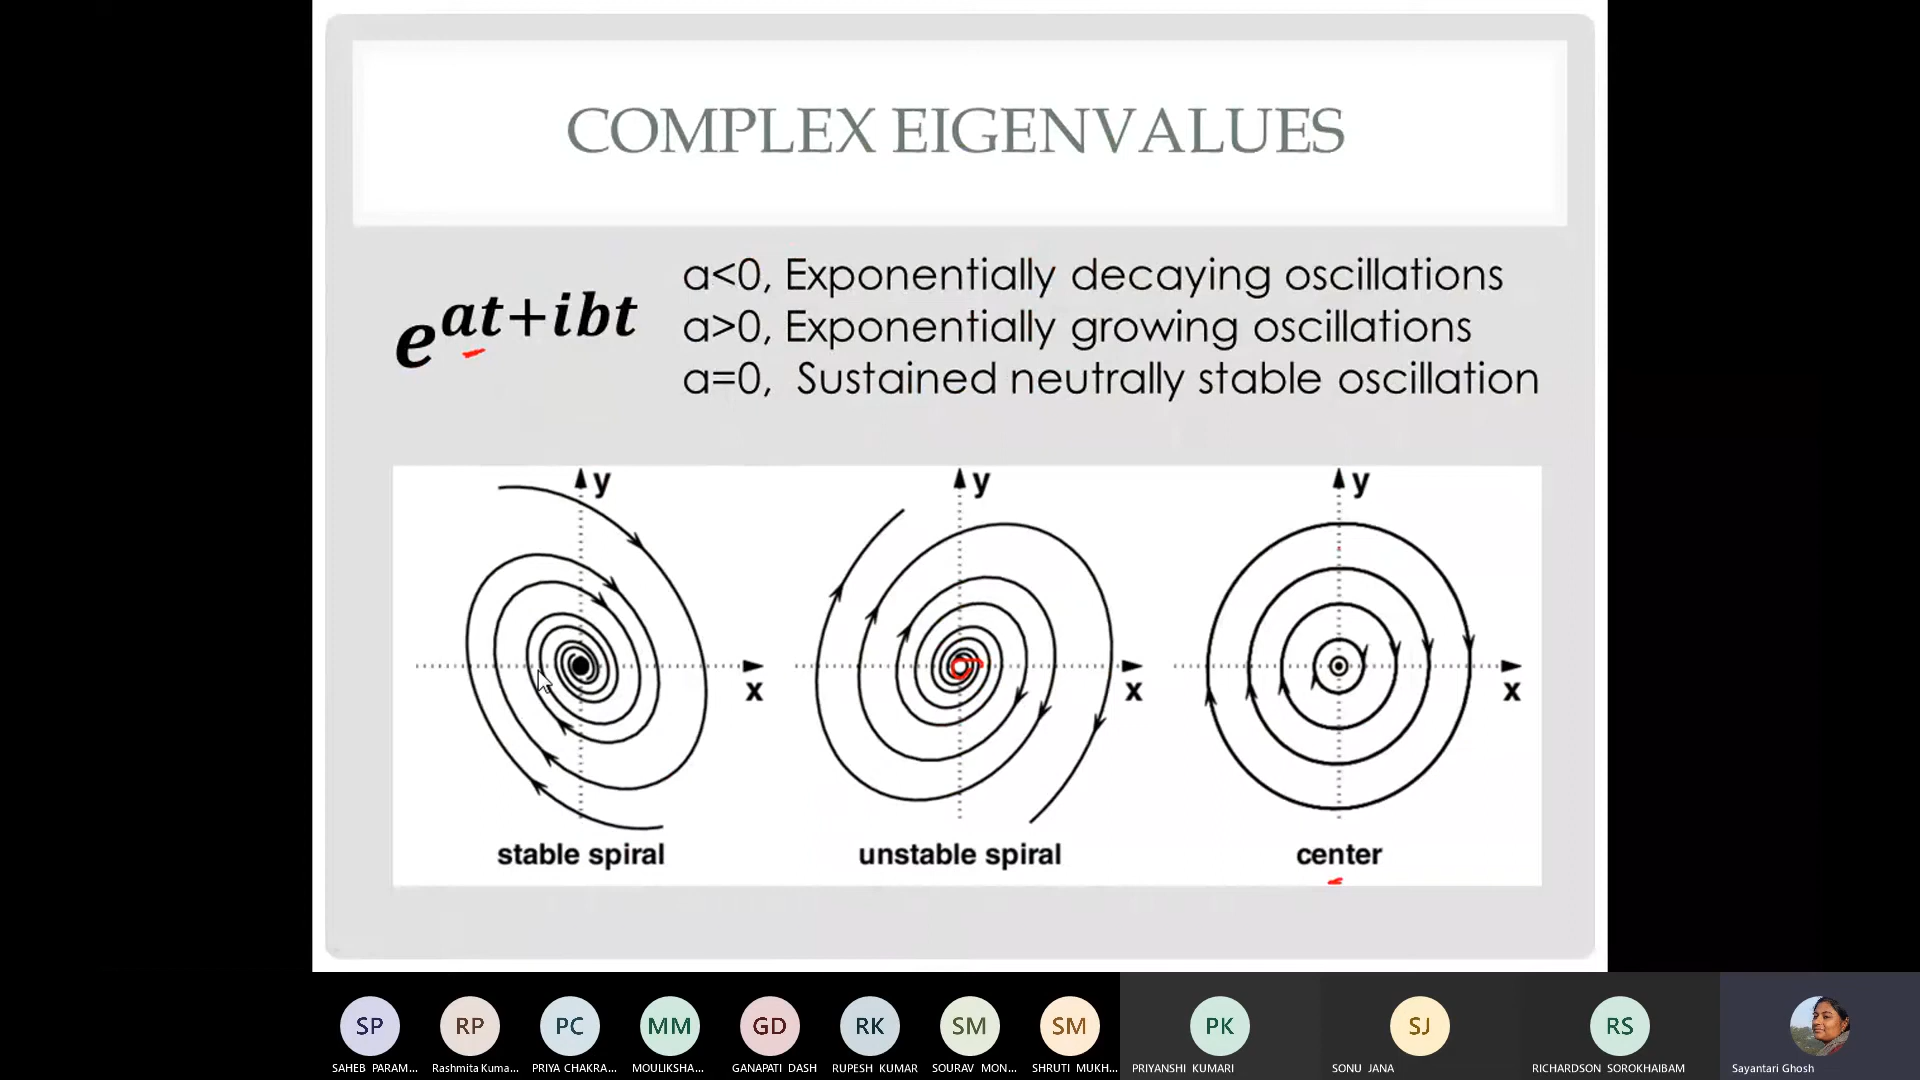 COMPLEX EIGENVALUES
e^{at+ibt}
a<0, Exponentially decaying oscillations
a>0, Exponentially growing oscillations
a=0, Sustained neutrally stable oscillation
y
y
y
x
x
x
stable spiral
unstable spiral
center
SP
RP
PC
MM
GD
RK
SM
SM
PK
SJ
RS
SAHEB PARAM...
Rashmita Kuma...
PRIYA CHAKRA...
MOULIKSHA...
GANAPATI DASH
RUPESH KUMAR
SOURAV MON...
SHRUTI MUKH...
PRIYANSHI KUMARI
SONU JANA
RICHARDSON SOROKHAIBAM
Sayantari Ghosh